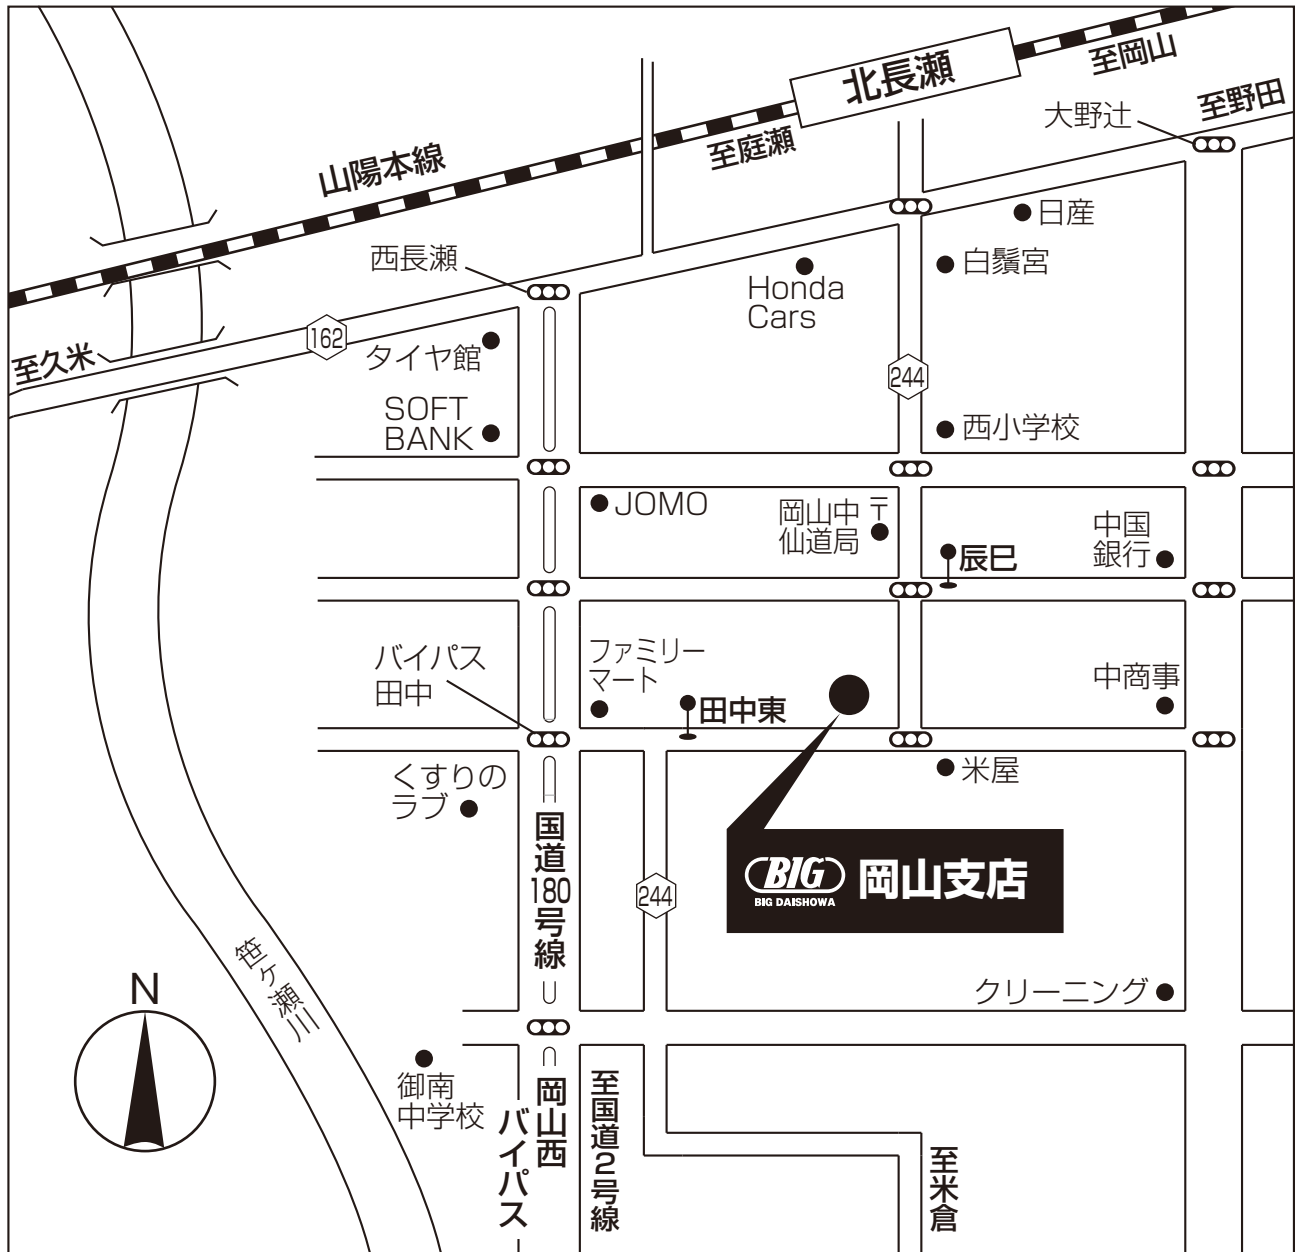 北長瀬
至岡山
至野田
大野辻
至庭瀬
山陽本線
日産
西長瀬
白鬚宮
Honda
Cars
162
至久米
タイヤ館
244
SOFT
BANK
西小学校
JOMO
岡山中 〒
仙道局
中国
銀行
辰巳
ファミリー
マート
バイパス
田中
中商事
田中東
米屋
くすりの
ラブ
国道180号線
244
BIG
BIG DAISHOWA
岡山支店
笹ヶ瀬川
N
クリーニング
御南
中学校
岡山西
バイパス
至国道2号線
至米倉